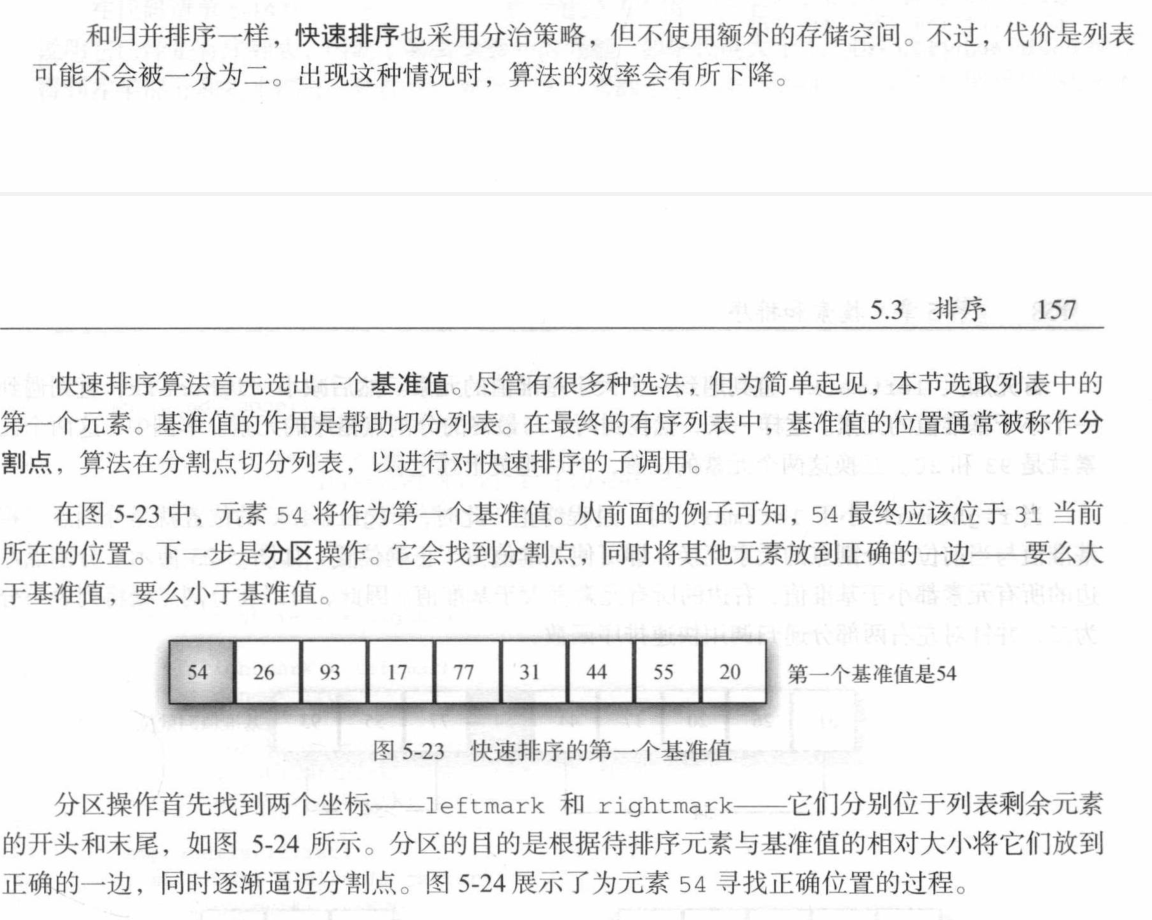 和归并排序一样，快速排序也采用分治策略，但不使用额外的存储空间。不过，代价是列表
可能不会被一分为二。出现这种情况时，算法的效率会有所下降。
5.3 排序 157
快速排序算法首先选出一个基准值。尽管有很多种选法，但为简单起见，本节选取列表中的
第一个元素。基准值的作用是帮助切分列表。在最终的有序列表中，基准值的位置通常被称作分
割点，算法在分割点切分列表，以进行对快速排序的子调用。
在图 5-23 中，元素 54 将作为第一个基准值。从前面的例子可知，54 最终应该位于 31 当前
所在的位置。下一步是分区操作。它会找到分割点，同时将其他元素放到正确的一边——要么大
于基准值，要么小于基准值。
54 26 93 17 77 31 44 55 20 第一个基准值是54
图 5-23 快速排序的第一个基准值
分区操作首先找到两个坐标——leftmark 和 rightmark——它们分别位于列表剩余元素
的开头和末尾，如图 5-24 所示。分区的目的是根据待排序元素与基准值的相对大小将它们放到
正确的一边，同时逐渐逼近分割点。图 5-24 展示了为元素 54 寻找正确位置的过程。